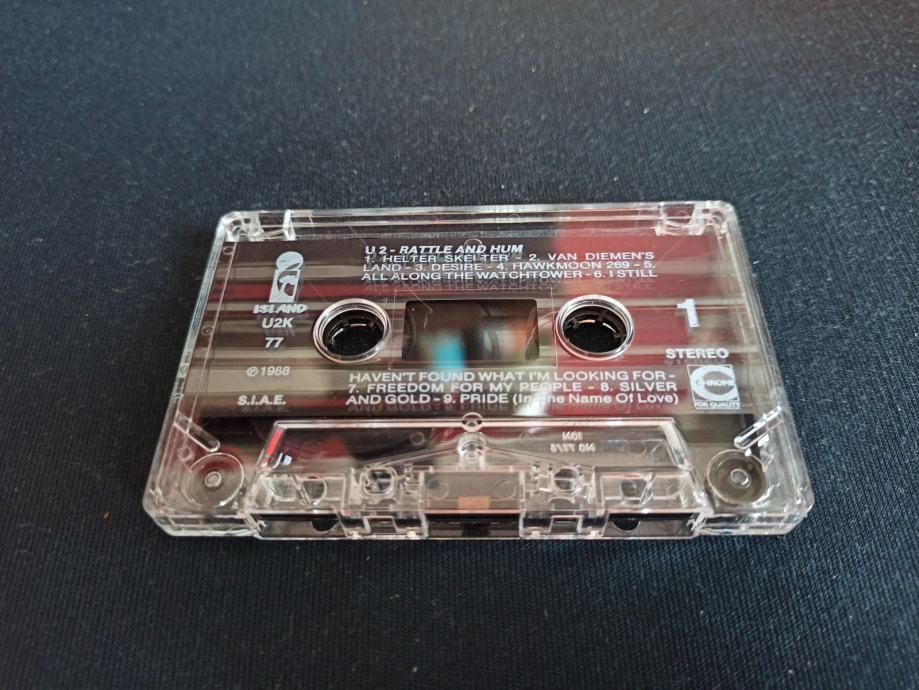 U 2 - RATTLE AND HUM
1. HELTER SKELTER - 2. VAN DIEMEN'S
LAND - 3. DESIRE - 4. HAWKMOON 269 - 5.
ALL ALONG THE WATCHTOWER - 6. I STILL
ISLAND
U2K
77
℗ 1988
S.I.A.E.
1
STEREO
HAVEN'T FOUND WHAT I'M LOOKING FOR -
7. FREEDOM FOR MY PEOPLE - 8. SILVER
AND GOLD - 9. PRIDE (In the Name Of Love)
CHROME
FOR QUALITY